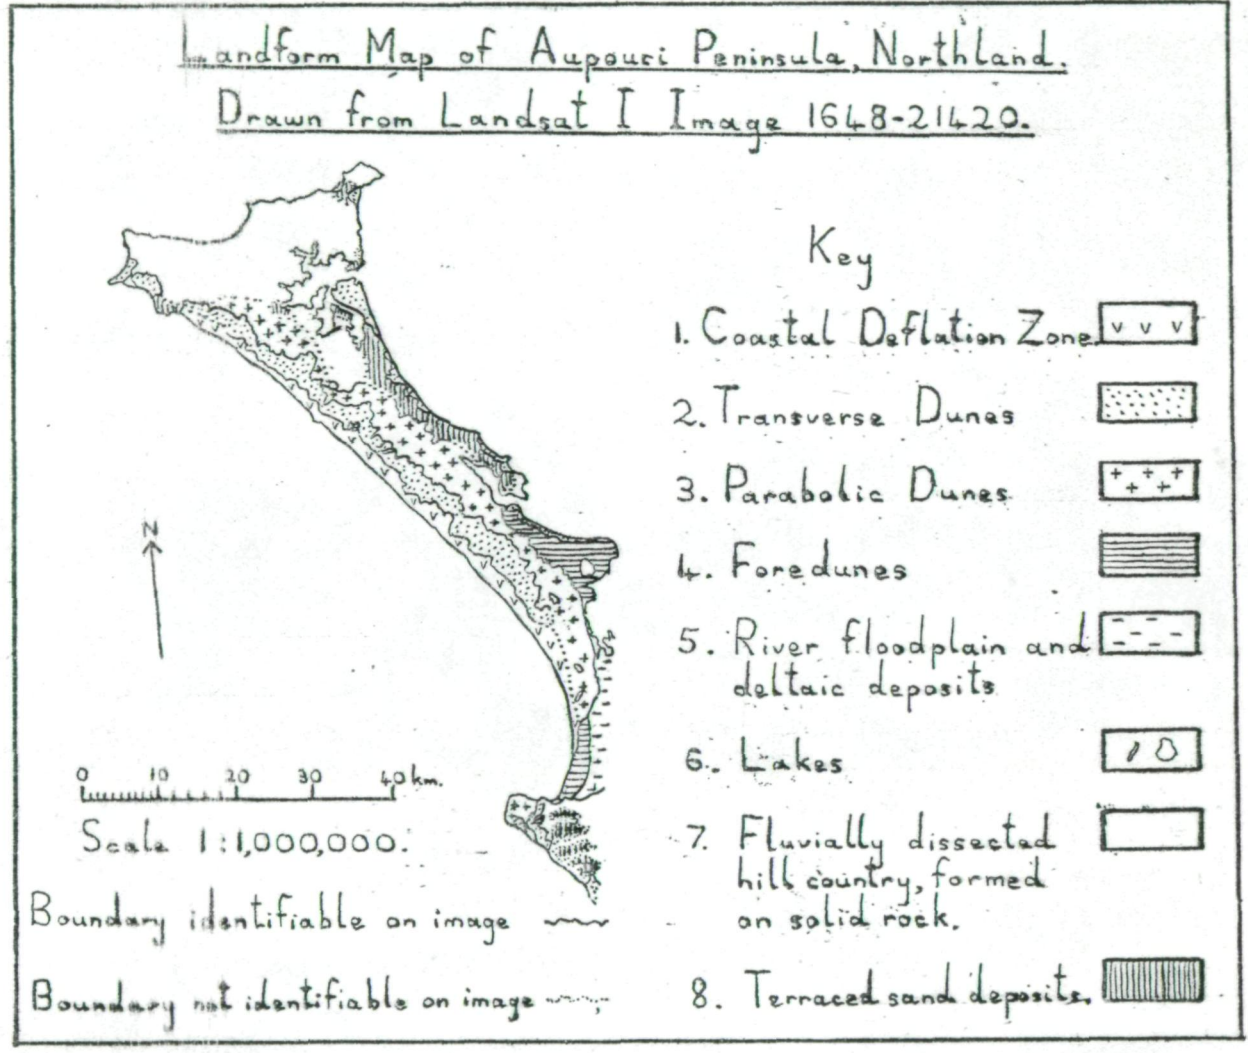 Landform Map of Aupouri Peninsula, Northland.
Drawn from Landsat I Image 1648-21420.
Key
1. Coastal Deflation Zone
2. Transverse Dunes
3. Parabolic Dunes
4. Foredunes
5. River floodplain and
deltaic deposits
6. Lakes
7. Fluvially dissected
hill country, formed
on solid rock.
8. Terraced sand deposits.
N
0 10 20 30 40 km.
Scale 1:1,000,000.
Boundary identifiable on image
Boundary not identifiable on image